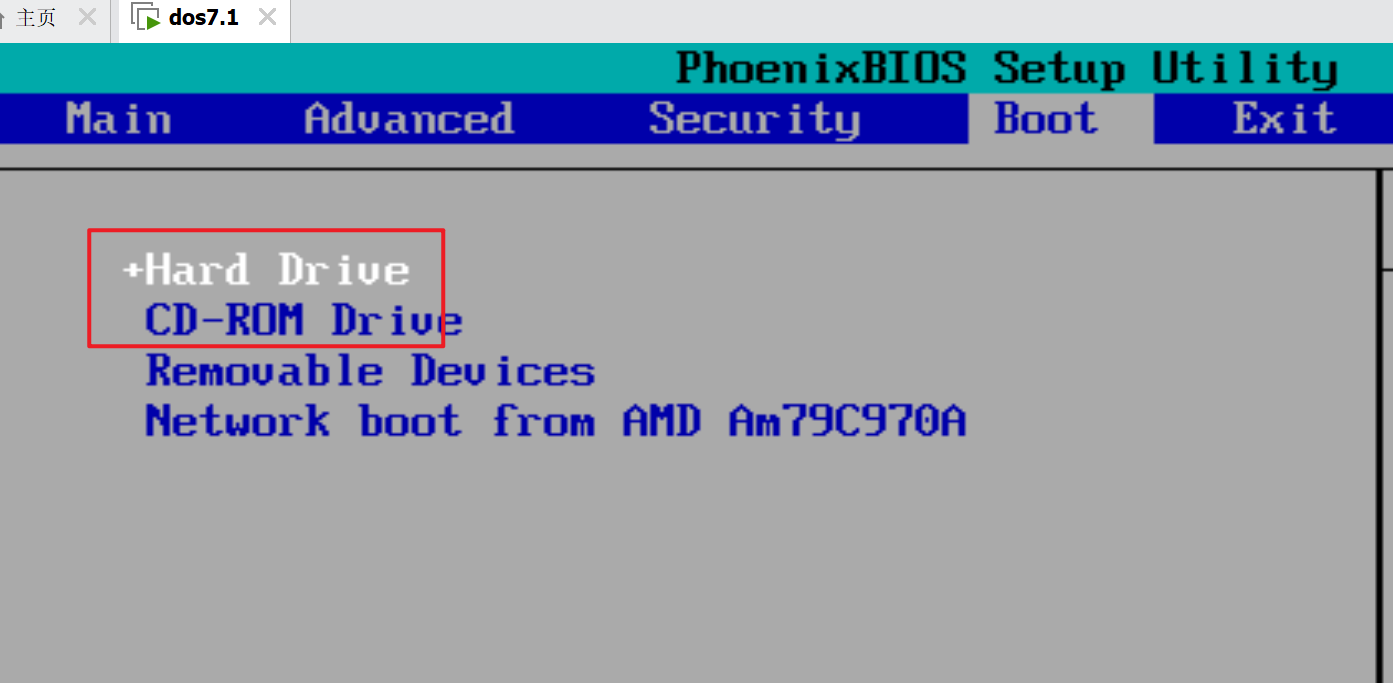 主页 dos7.1
PhoenixBIOS Setup Utility
Main Advanced Security Boot Exit
+Hard Drive
CD-ROM Drive
Removable Devices
Network boot from AMD Am79C970A